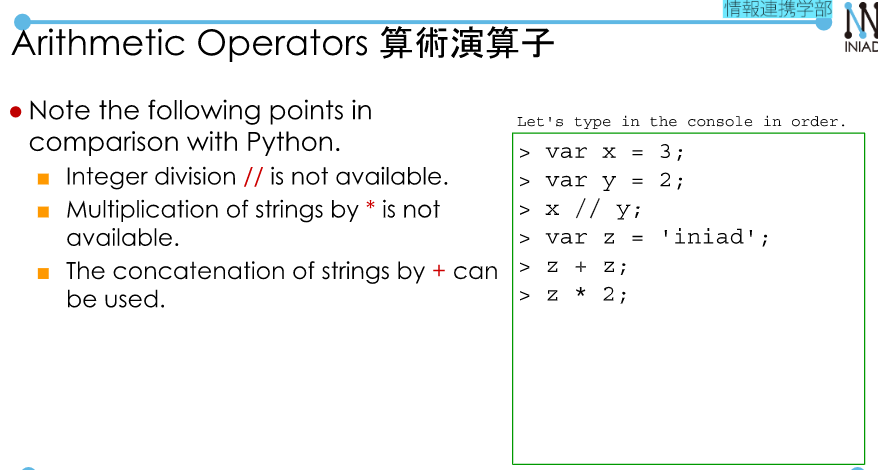 情報連携学部
INIAD
Arithmetic Operators 算術演算子
● Note the following points in
comparison with Python.
■ Integer division // is not available.
■ Multiplication of strings by * is not
available.
■ The concatenation of strings by + can
be used.
Let's type in the console in order.
> var x = 3;
> var y = 2;
> x // y;
> var z = 'iniad';
> z + z;
> z * 2;